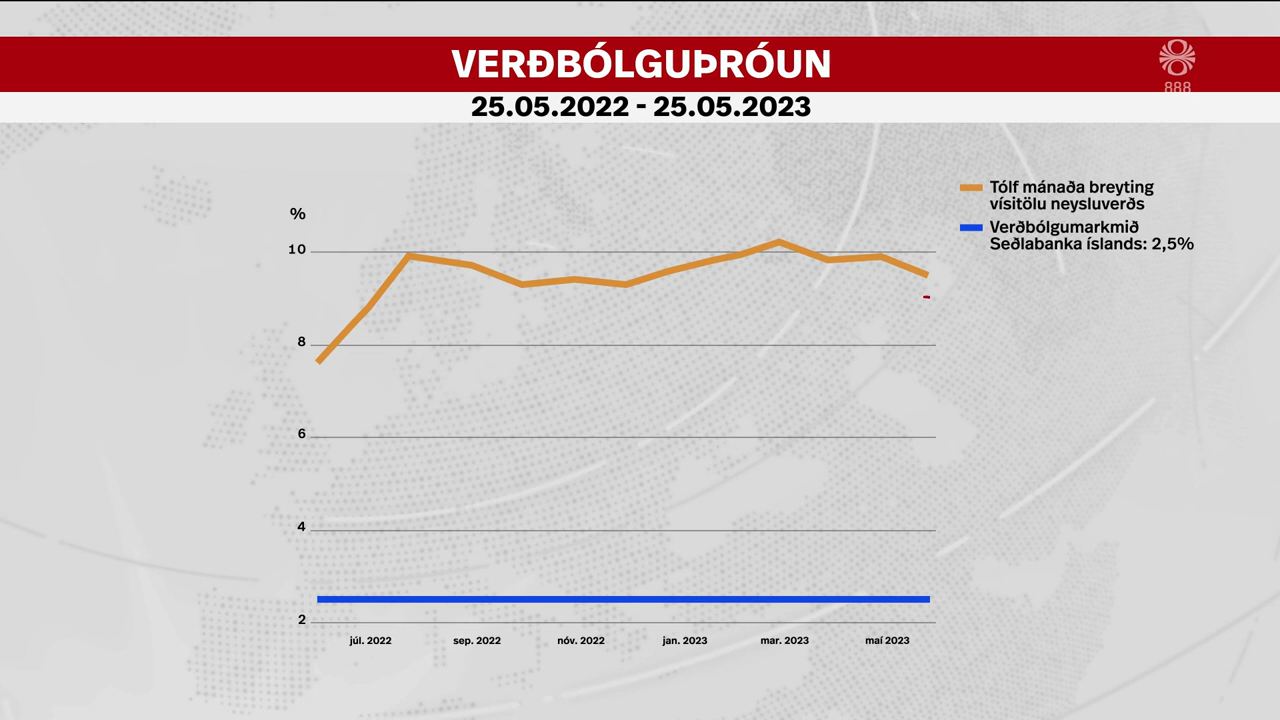 VERÐBÓLGUÞRÓUN
888
25.05.2022 - 25.05.2023
Tólf mánaða breyting
vísitölu neysluverðs
Verðbólgumarkmið
Seðlabanka íslands: 2,5%
%
10
8
6
4
2
júl. 2022
sep. 2022
nóv. 2022
jan. 2023
mar. 2023
maí 2023